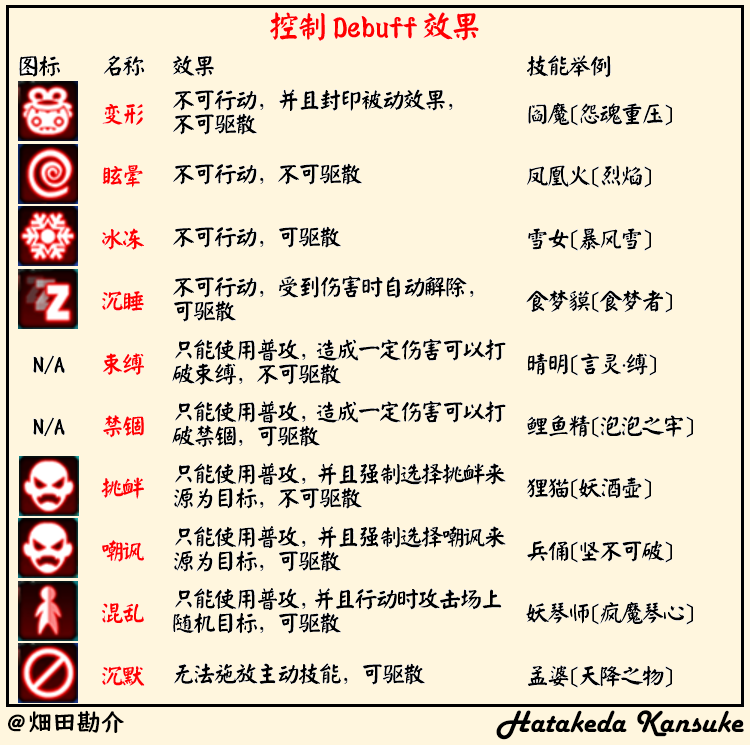 控制Debuff效果
图标 名称 效果 技能举例
变形 不可行动，并且封印被动效果，
不可驱散 阎魔〔怨魂重压〕
眩晕 不可行动，不可驱散 凤凰火〔烈焰〕
冰冻 不可行动，可驱散 雪女〔暴风雪〕
沉睡 不可行动，受到伤害时自动解除，
可驱散 食梦貘〔食梦者〕
N/A 束缚 只能使用普攻，造成一定伤害可以打
破束缚，不可驱散 晴明〔言灵·缚〕
N/A 禁锢 只能使用普攻，造成一定伤害可以打
破禁锢，可驱散 鲤鱼精〔泡泡之牢〕
挑衅 只能使用普攻，并且强制选择挑衅来
源为目标，不可驱散 狸猫〔妖酒壶〕
嘲讽 只能使用普攻，并且强制选择嘲讽来
源为目标，可驱散 兵俑〔坚不可破〕
混乱 只能使用普攻，并且行动时攻击场上
随机目标，可驱散 妖琴师〔疯魔琴心〕
沉默 无法施放主动技能，可驱散 孟婆〔天降之物〕
@畑田勘介 Hatakeda Kansuke